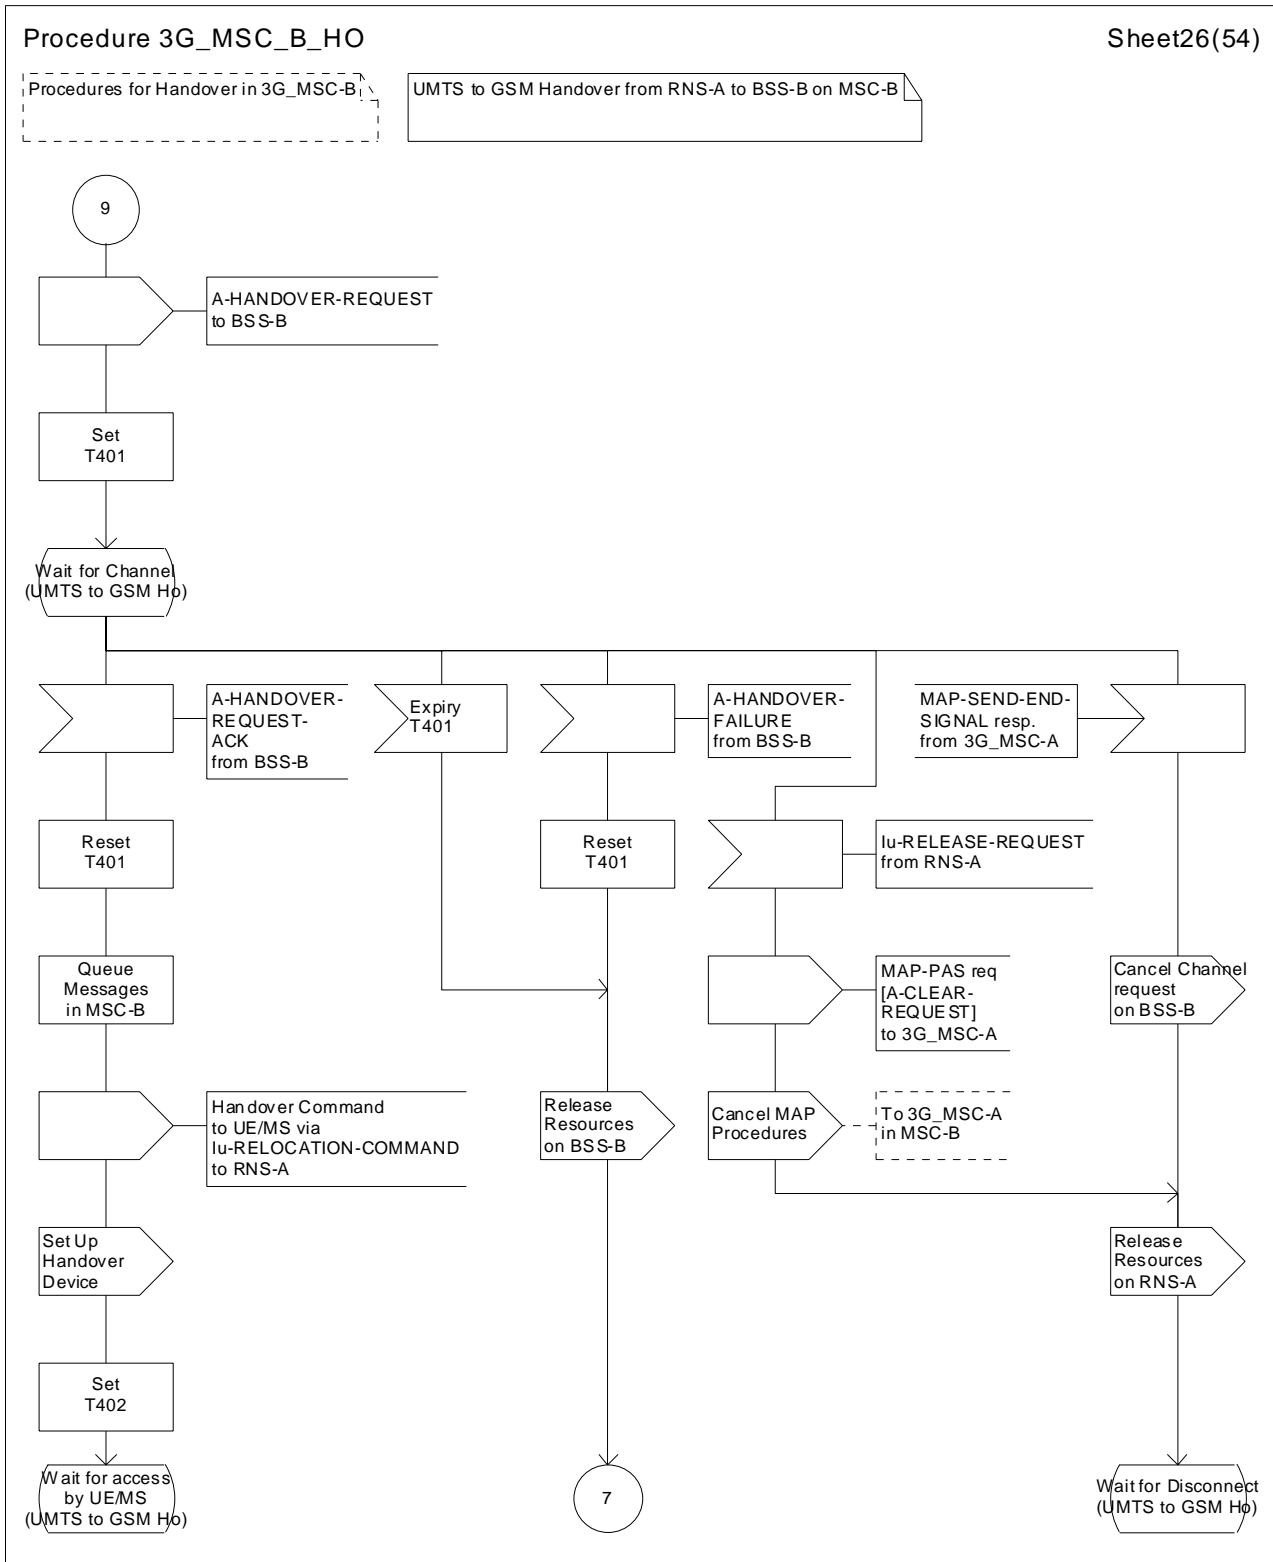 Procedure 3G_MSC_B_HO
Sheet26(54)
Procedures for Handover in 3G_MSC-B
UMTS to GSM Handover from RNS-A to BSS-B on MSC-B
9
A-HANDOVER-REQUEST
to BSS-B
Set
T401
Wait for Channel
(UMTS to GSM Ho)
A-HANDOVER-
REQUEST-
ACK
from BSS-B
Expiry
T401
A-HANDOVER-
FAILURE
from BSS-B
MAP-SEND-END-
SIGNAL resp.
from 3G_MSC-A
Reset
T401
Reset
T401
Iu-RELEASE-REQUEST
from RNS-A
Queue
Messages
in MSC-B
MAP-PAS req
[A-CLEAR-
REQUEST]
to 3G_MSC-A
Cancel Channel
request
on BSS-B
Handover Command
to UE/MS via
Iu-RELOCATION-COMMAND
to RNS-A
Release
Resources
on BSS-B
Cancel MAP
Procedures
To 3G_MSC-A
in MSC-B
Set Up
Handover
Device
Release
Resources
on RNS-A
Set
T402
Wait for access
by UE/MS
(UMTS to GSM Ho)
7
Wait for Disconnect
(UMTS to GSM Ho)